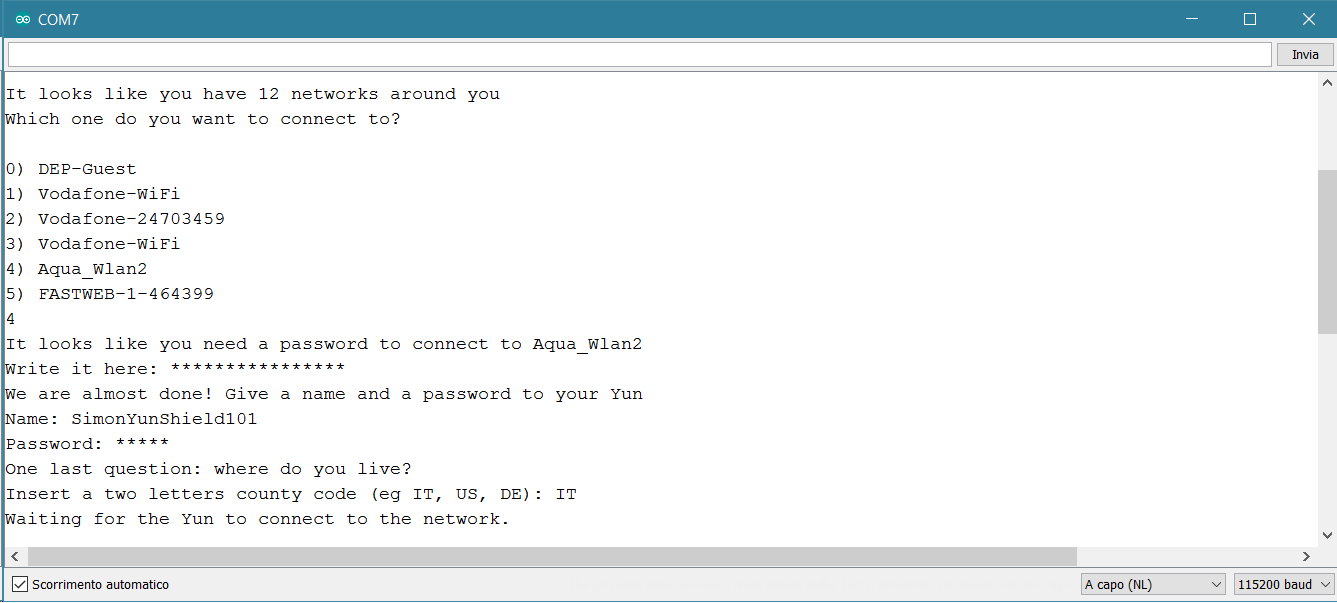 COM7
Invia
It looks like you have 12 networks around you
Which one do you want to connect to?
0) DEP-Guest
1) Vodafone-WiFi
2) Vodafone-24703459
3) Vodafone-WiFi
4) Aqua_Wlan2
5) FASTWEB-1-464399
4
It looks like you need a password to connect to Aqua_Wlan2
Write it here: ****************
We are almost done! Give a name and a password to your Yun
Name: SimonYunShield101
Password: *****
One last question: where do you live?
Insert a two letters county code (eg IT, US, DE): IT
Waiting for the Yun to connect to the network.
Scorrimento automatico
A capo (NL)
115200 baud